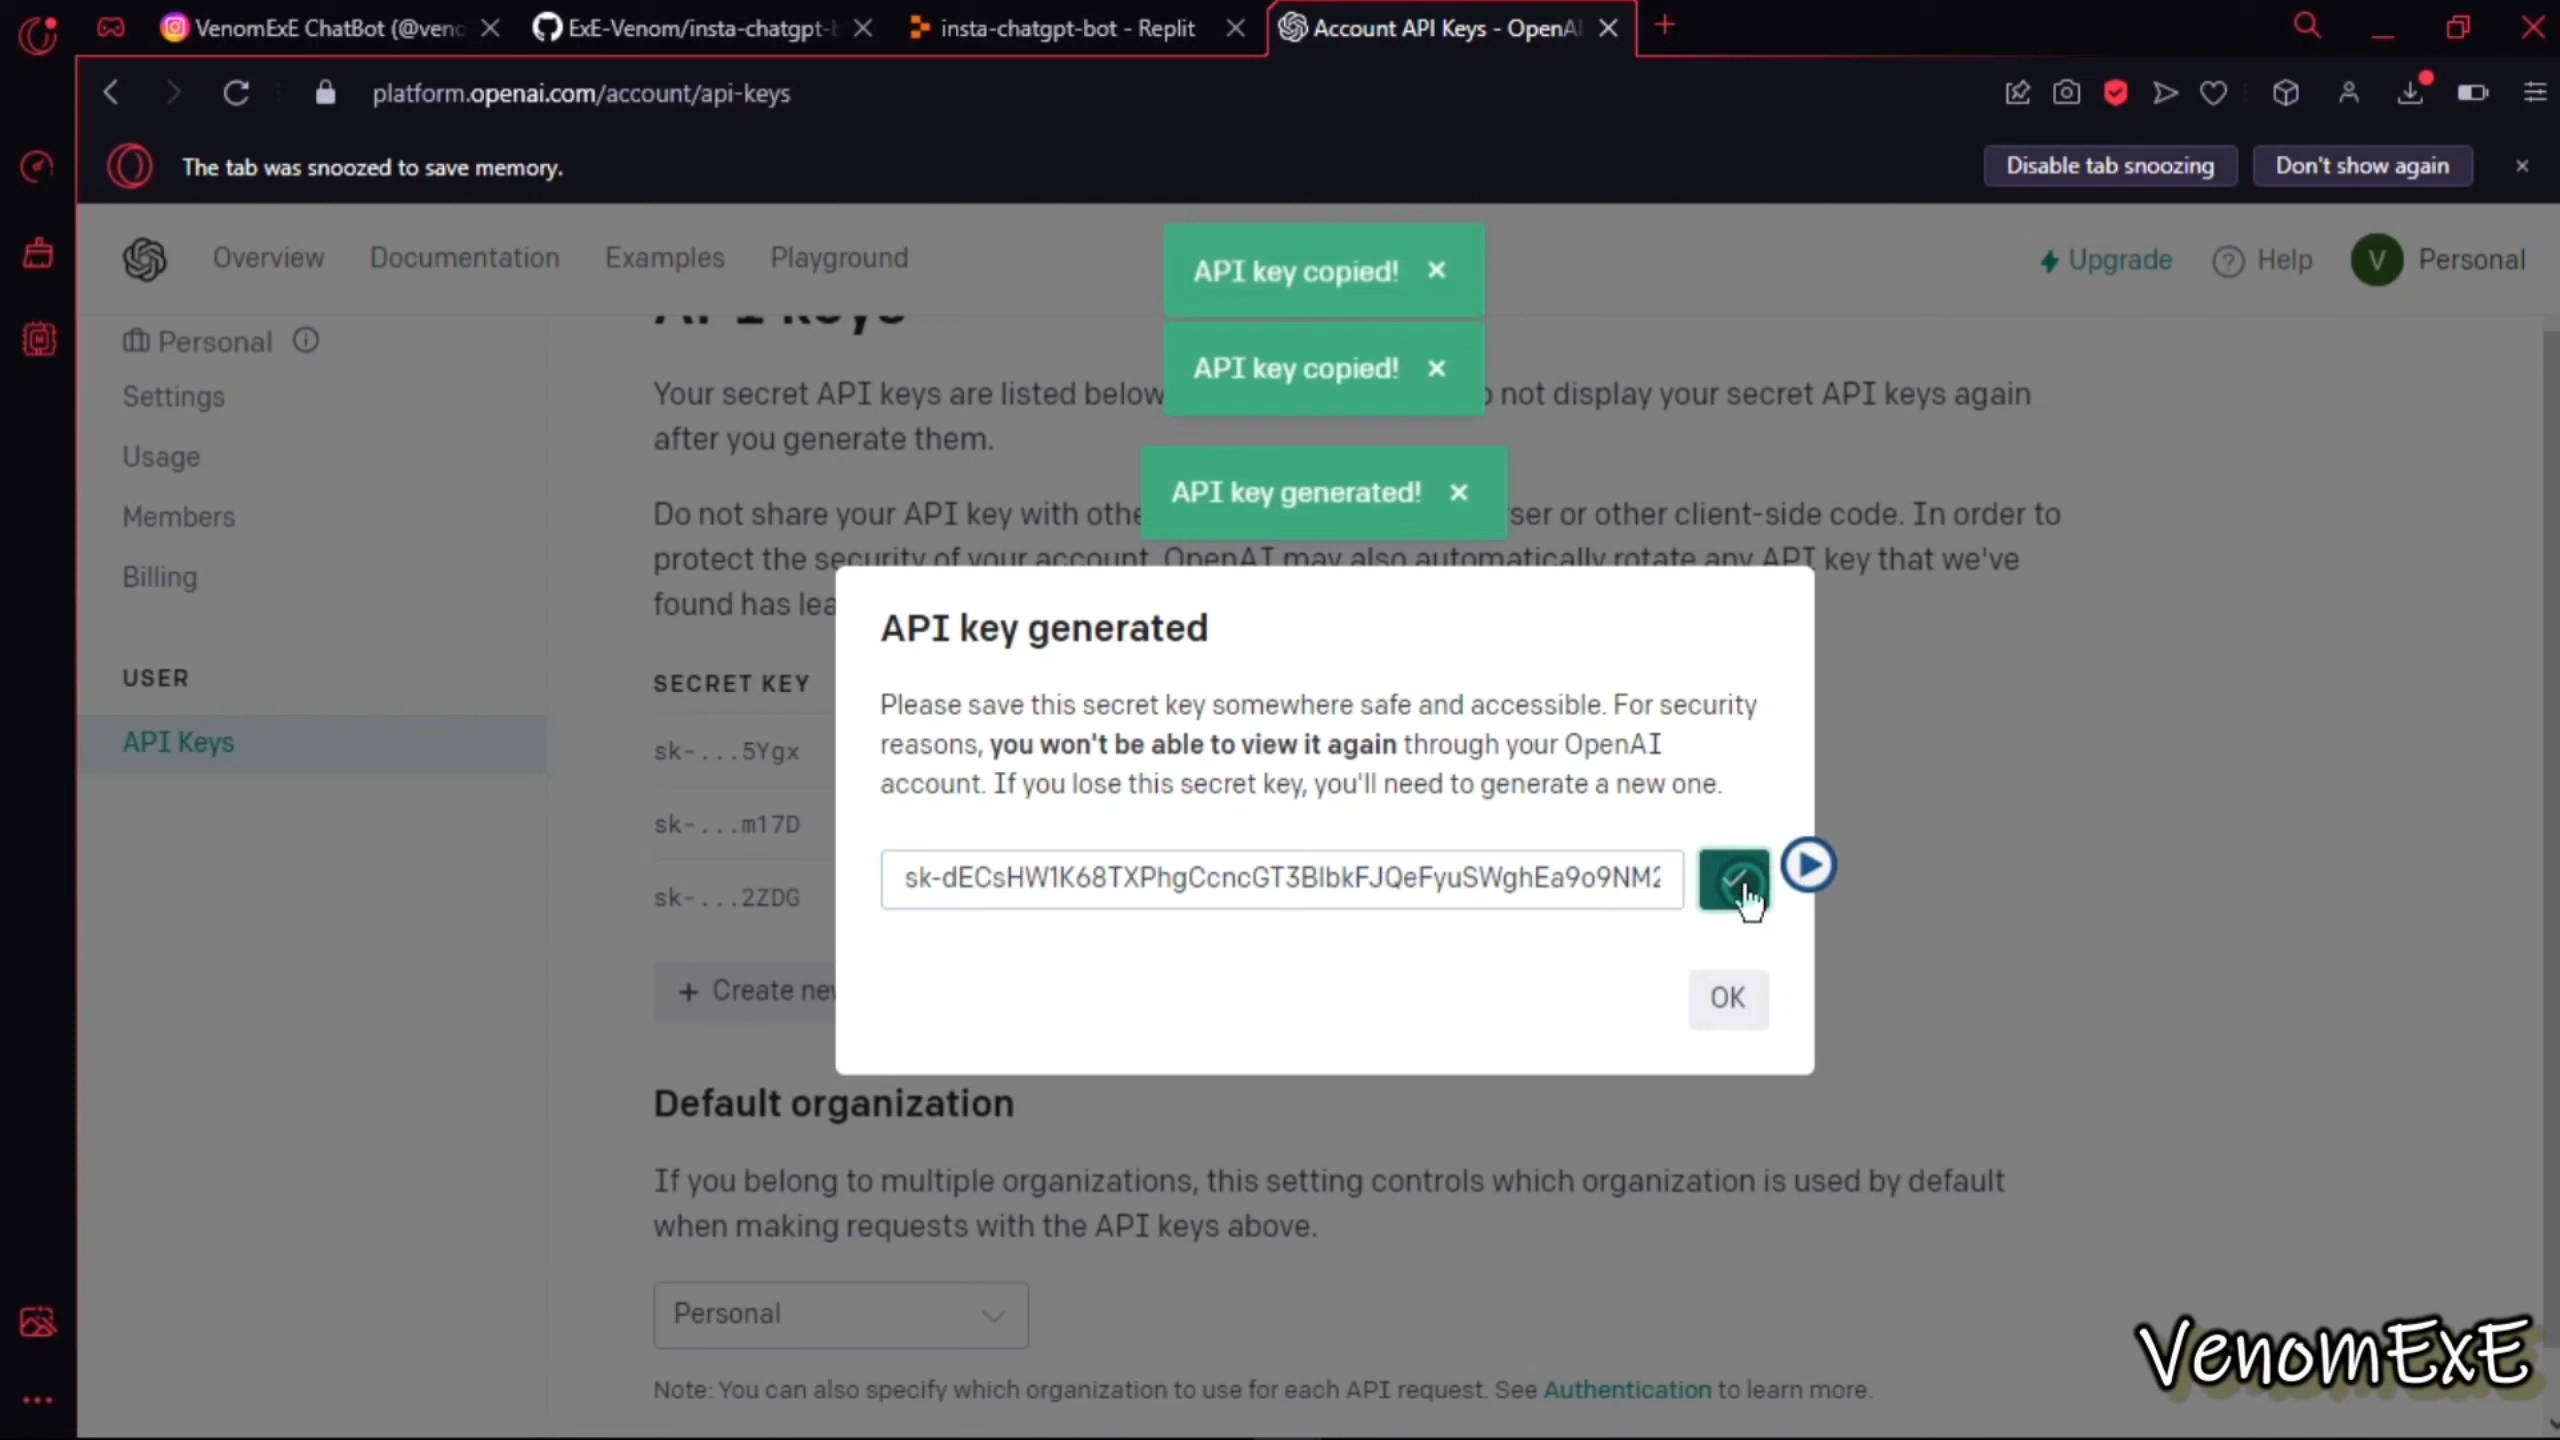 VenomExE ChatBot (@veno
ExE-Venom/insta-chatgpt-b
insta-chatgpt-bot - Replit
Account API Keys - OpenAI
platform.openai.com/account/api-keys
The tab was snoozed to save memory.
Disable tab snoozing
Don't show again
Overview
Documentation
Examples
Playground
API key copied!
Upgrade
Help
V
Personal
API keys
API key copied!
Personal
Settings
Usage
Members
Billing
USER
API Keys
Your secret API keys are listed below not display your secret API keys again
after you generate them.
API key generated!
Do not share your API key with othe ser or other client-side code. In order to
protect the security of your account, OpenAI may also automatically rotate any API key that we've
found has lea
API key generated
Please save this secret key somewhere safe and accessible. For security
reasons, you won't be able to view it again through your OpenAI
account. If you lose this secret key, you'll need to generate a new one.
OK
SECRET KEY
sk-...5Ygx
sk-...m17D
sk-...2ZDG
+ Create new
Default organization
If you belong to multiple organizations, this setting controls which organization is used by default
when making requests with the API keys above.
Personal
Note: You can also specify which organization to use for each API request. See Authentication to learn more.
VenomExE